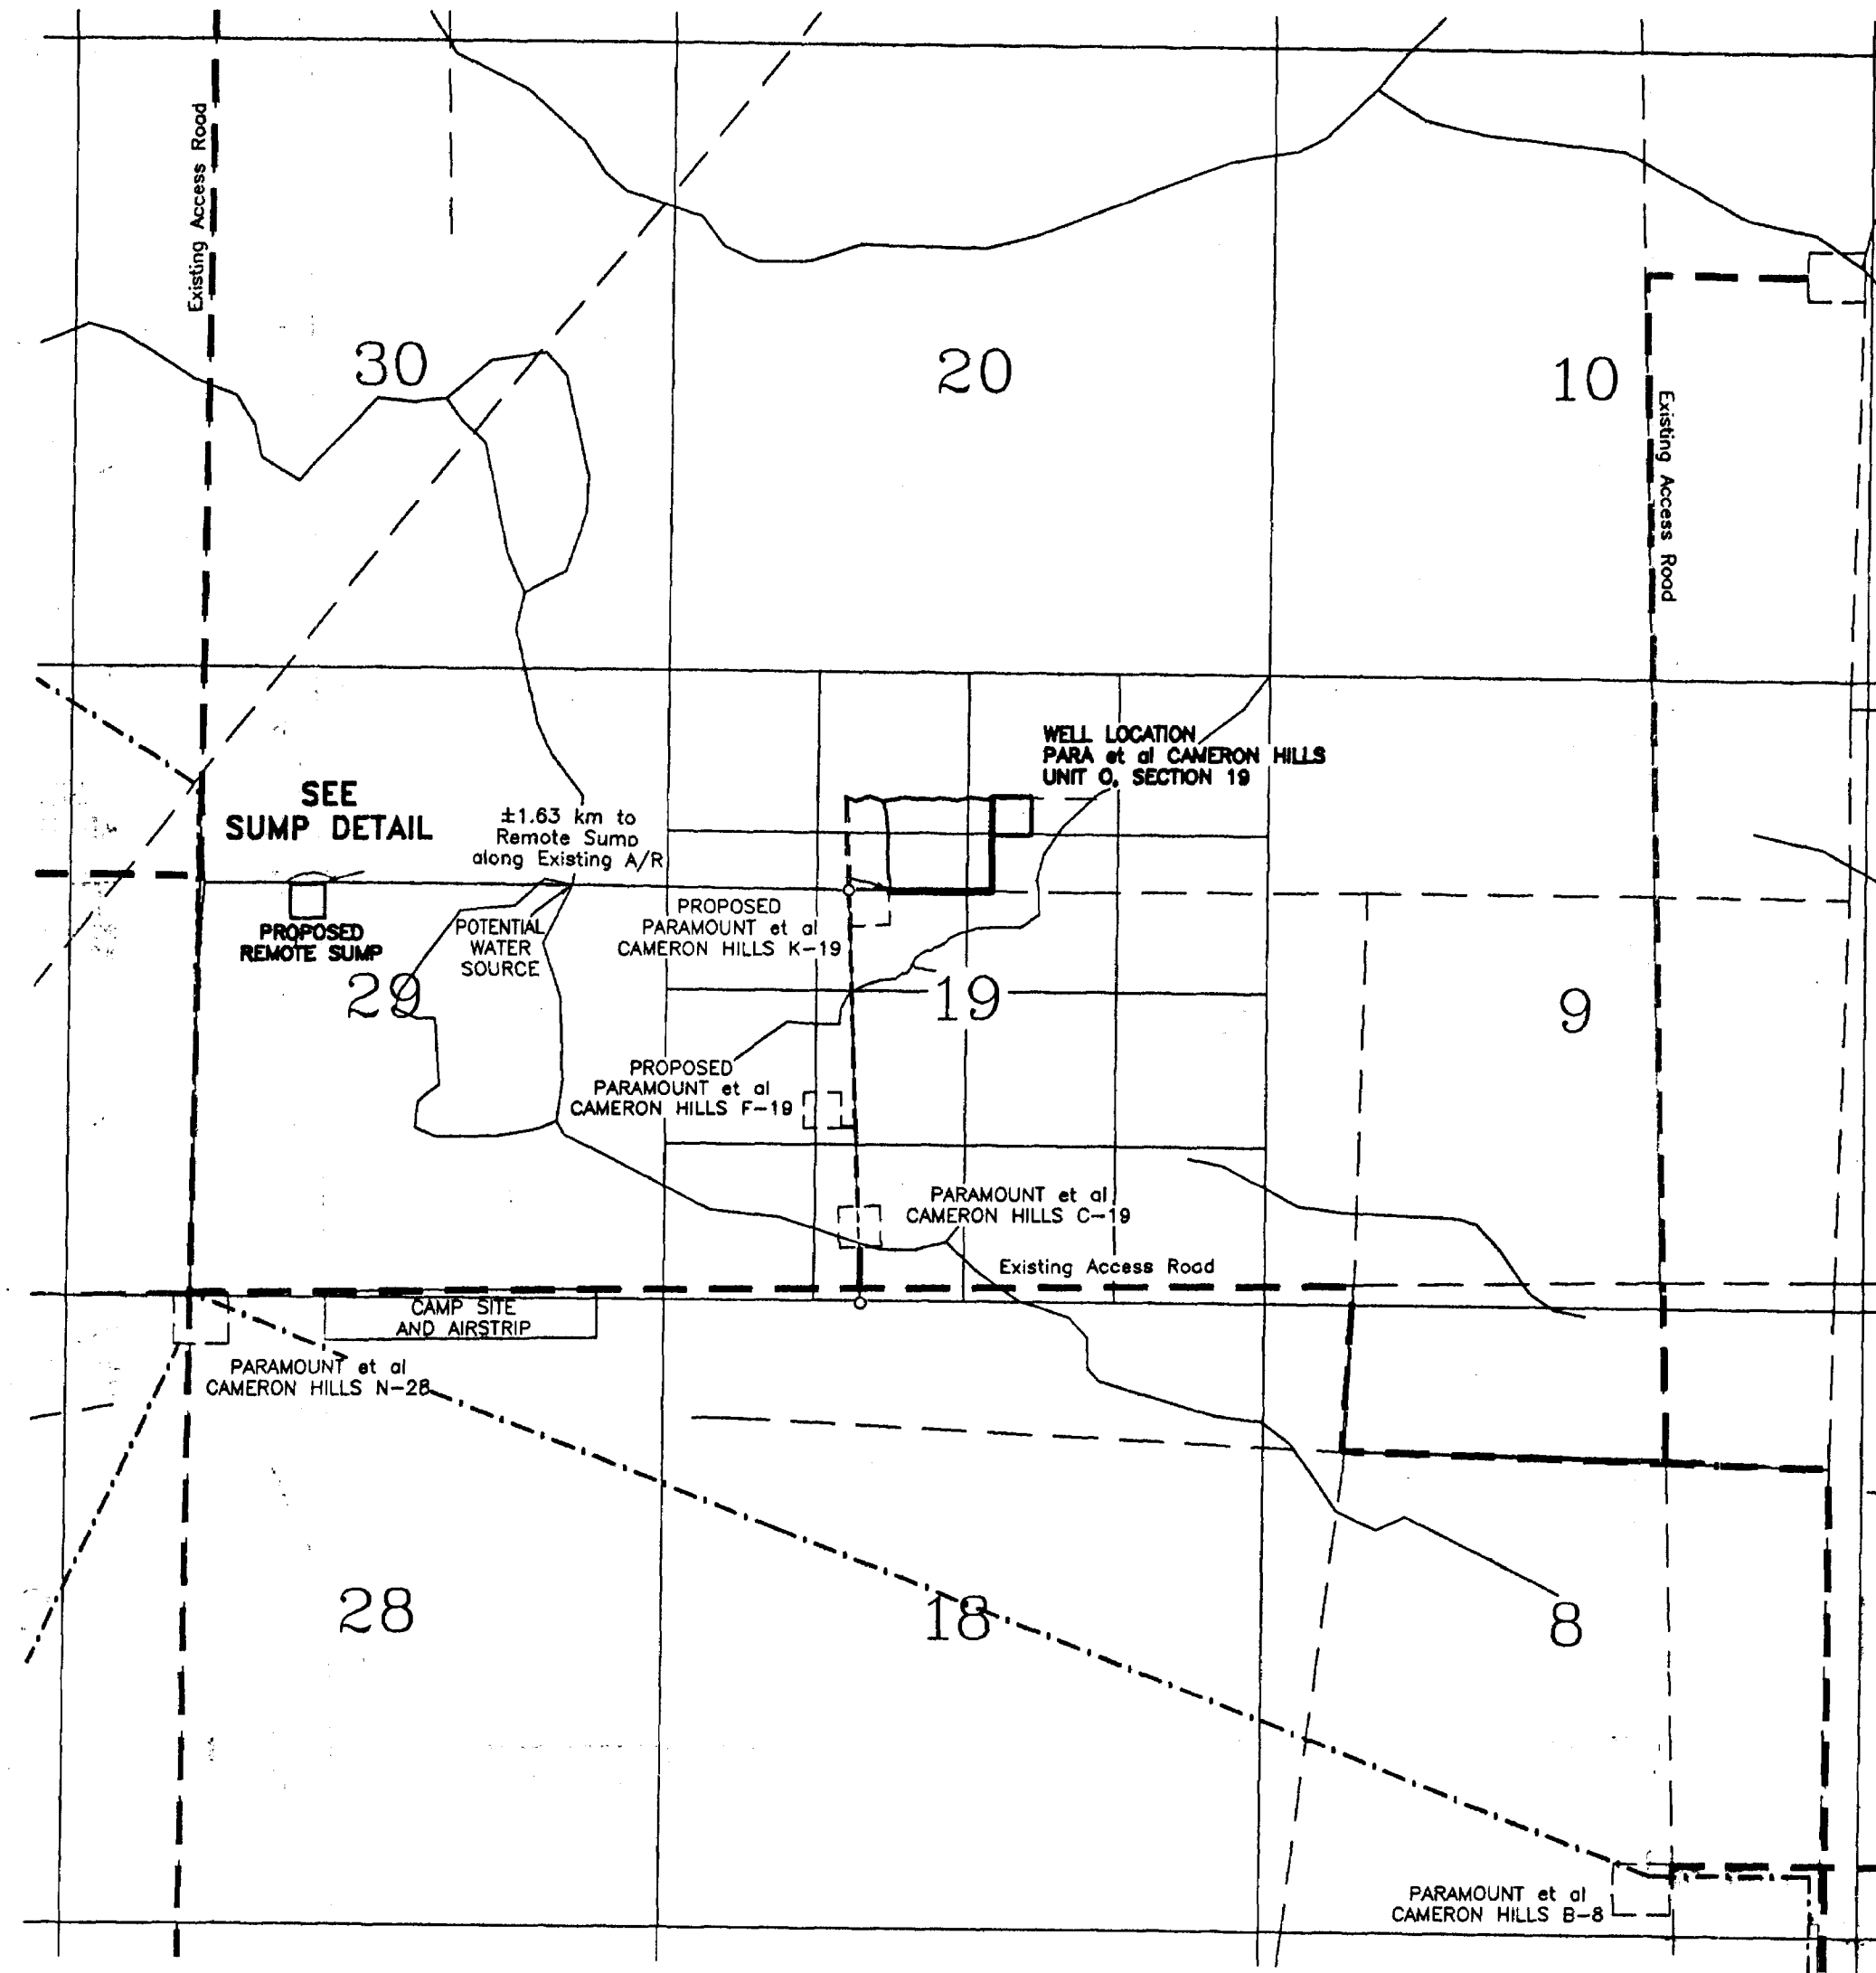 Existing Access Road
30
20
10
Existing Access Road
WELL LOCATION
PARA et al CAMERON HILLS
UNIT O, SECTION 19
SEE
SUMP DETAIL
±1.63 km to
Remote Sump
along Existing A/R
PROPOSED
REMOTE SUMP
POTENTIAL
WATER
SOURCE
PROPOSED
PARAMOUNT et al
CAMERON HILLS K-19
29
19
9
PROPOSED
PARAMOUNT et al
CAMERON HILLS F-19
PARAMOUNT et al
CAMERON HILLS C-19
Existing Access Road
CAMP SITE
AND AIRSTRIP
PARAMOUNT et al
CAMERON HILLS N-28
28
18
8
PARAMOUNT et al
CAMERON HILLS B-8